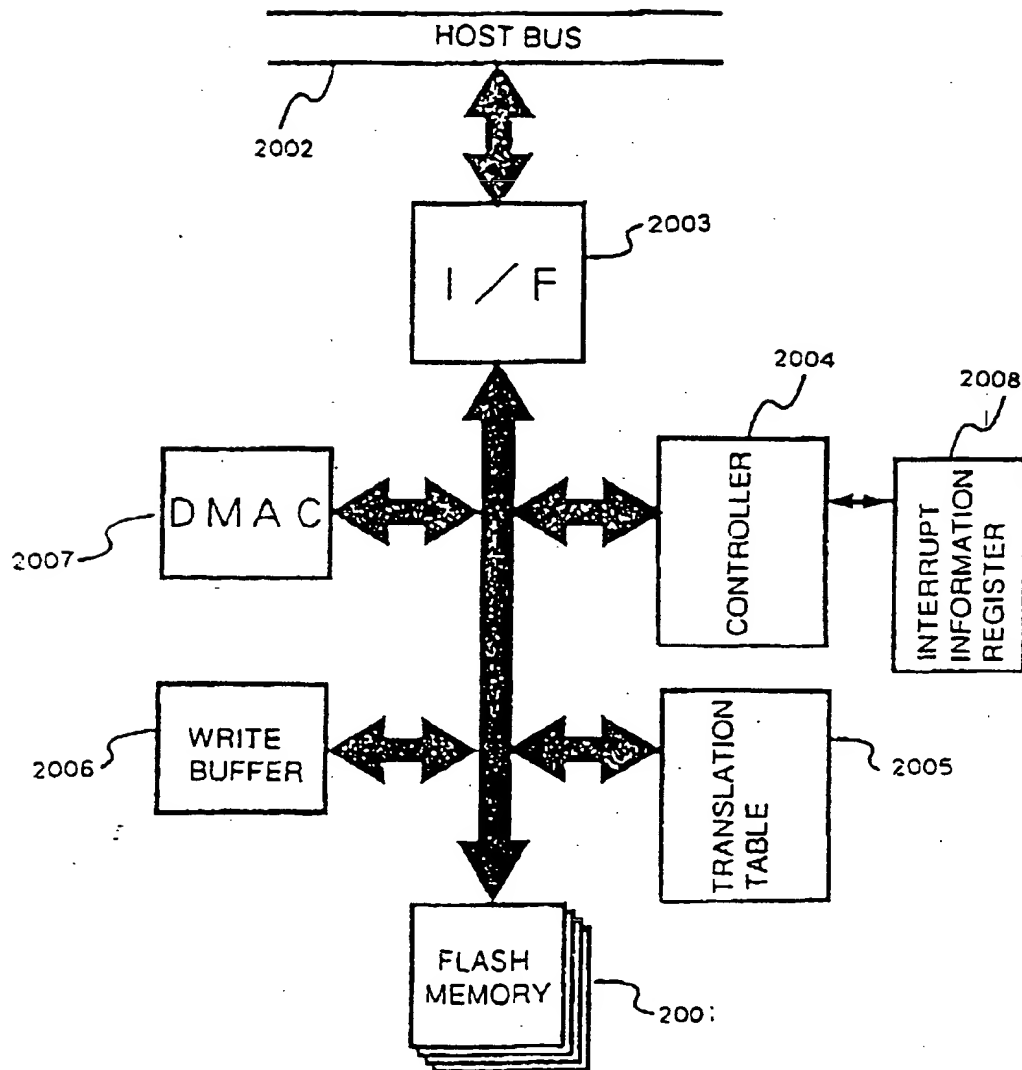 HOST BUS
2002
2003
I/F
2004
2008
DMAC
2007
CONTROLLER
INTERRUPT
INFORMATION
REGISTER
WRITE
BUFFER
2006
TRANSLATION
TABLE
2005
FLASH
MEMORY